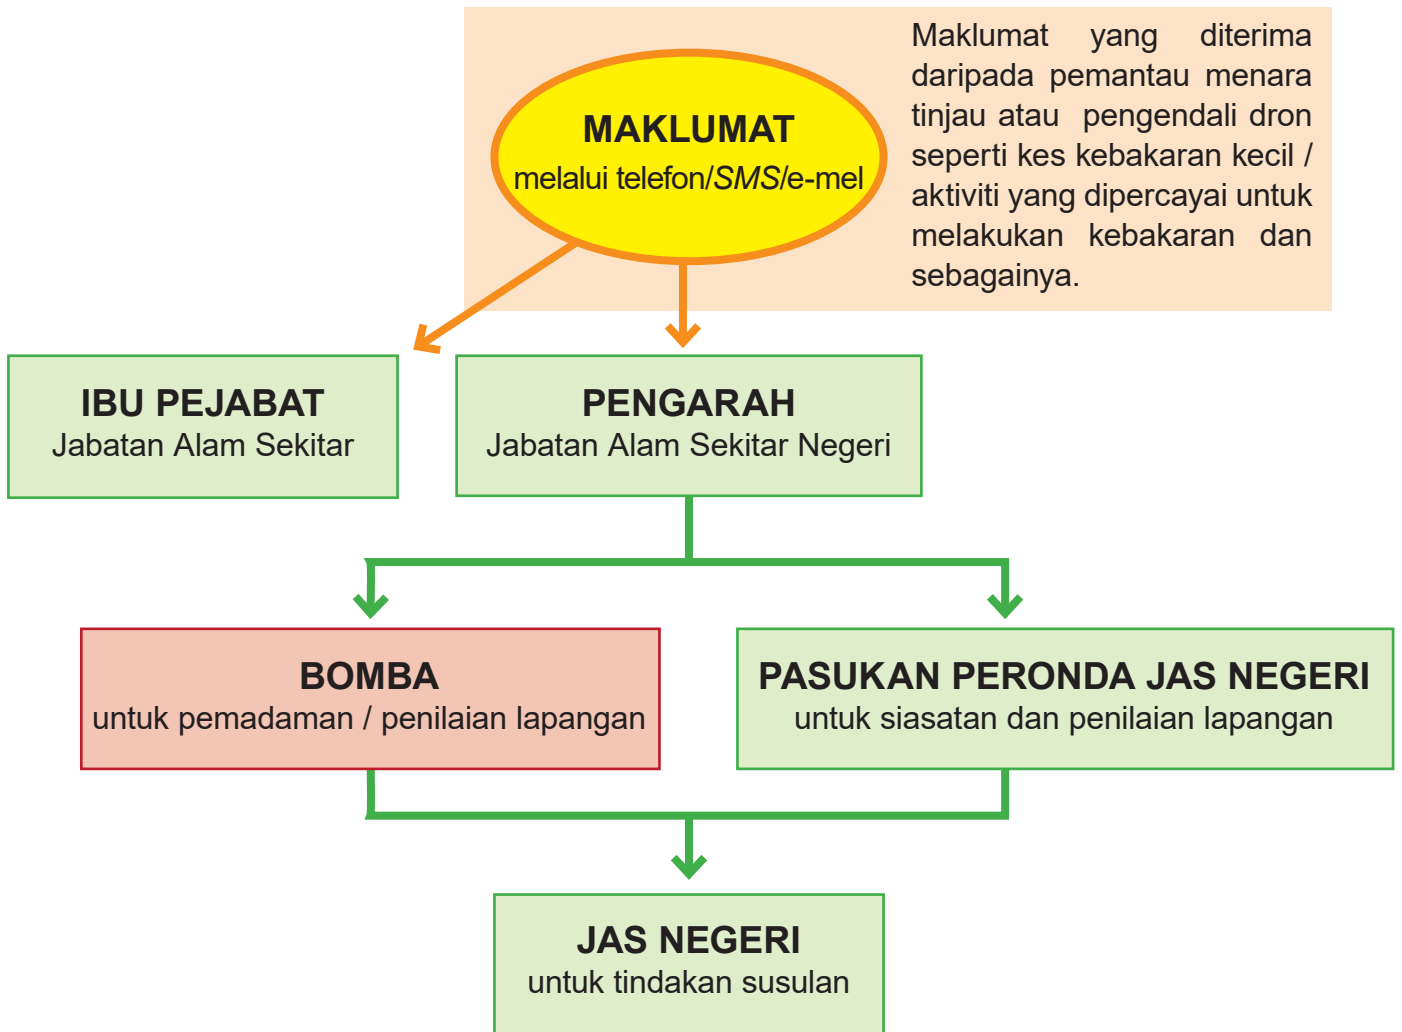 MAKLUMAT
melalui telefon/SMS/e-mel
Maklumat yang diterima
daripada pemantau menara
tinjau atau pengendali dron
seperti kes kebakaran kecil /
aktiviti yang dipercayai untuk
melakukan kebakaran dan
sebagainya.
IBU PEJABAT
Jabatan Alam Sekitar
PENGARAH
Jabatan Alam Sekitar Negeri
BOMBA
untuk pemadaman / penilaian lapangan
PASUKAN PERONDA JAS NEGERI
untuk siasatan dan penilaian lapangan
JAS NEGERI
untuk tindakan susulan